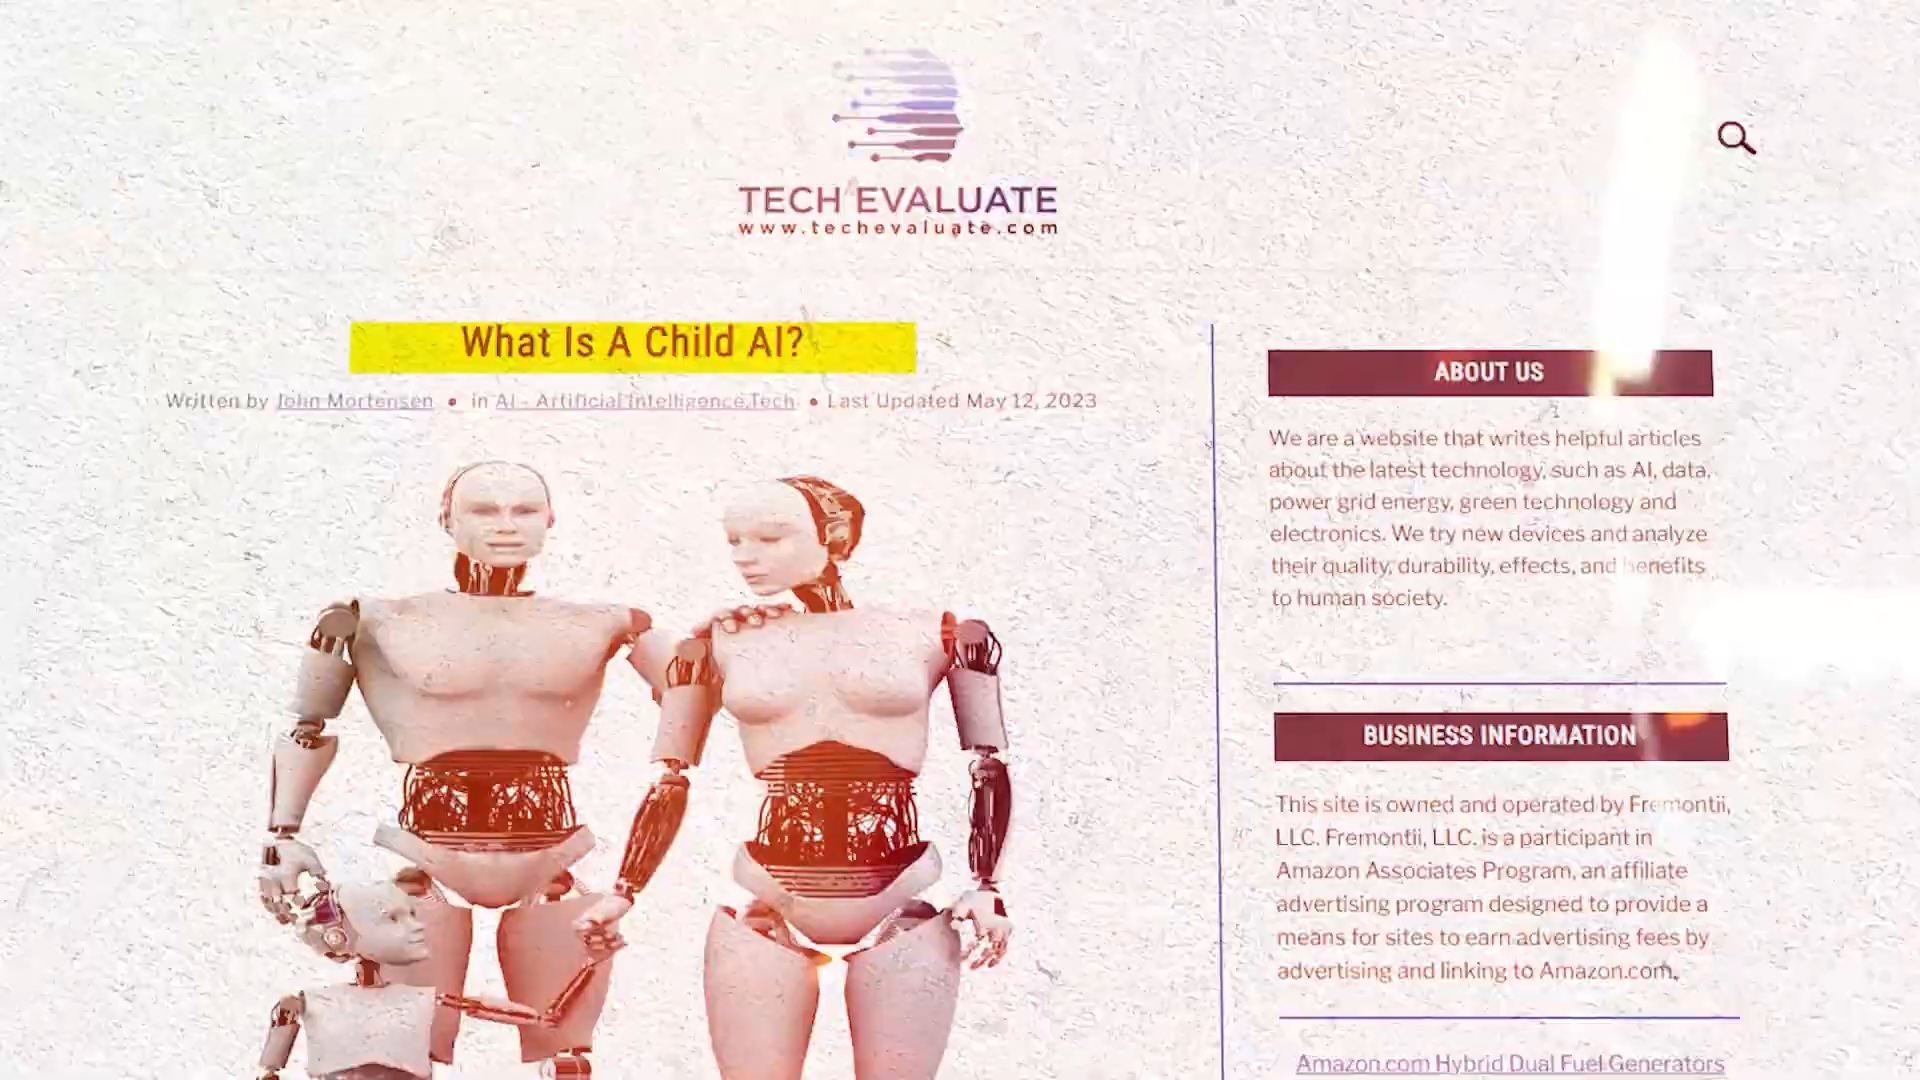 TECH EVALUATE
www.techevaluate.com
What Is A Child AI?
Written by John Mortensen • in AI - Artificial Intelligence,Tech • Last Updated May 12, 2023
ABOUT US
We are a website that writes helpful articles
about the latest technology, such as AI, data,
power grid energy, green technology and
electronics. We try new devices and analyze
their quality, durability, effects, and benefits
to human society.
BUSINESS INFORMATION
This site is owned and operated by Fremontii,
LLC. Fremontii, LLC. is a participant in
Amazon Associates Program, an affiliate
advertising program designed to provide a
means for sites to earn advertising fees by
advertising and linking to Amazon.com.
Amazon.com Hybrid Dual Fuel Generators